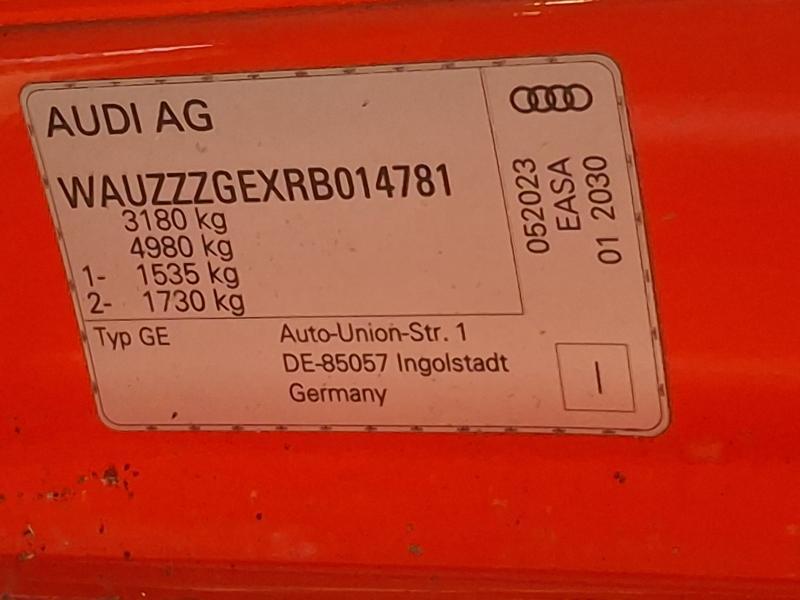 AUDI AG
WAUZZZGEXRB014781
3180 kg
4980 kg
1- 1535 kg
2- 1730 kg
Typ GE
Auto-Union-Str. 1
DE-85057 Ingolstadt
Germany
052023
EASA
01 2030
I